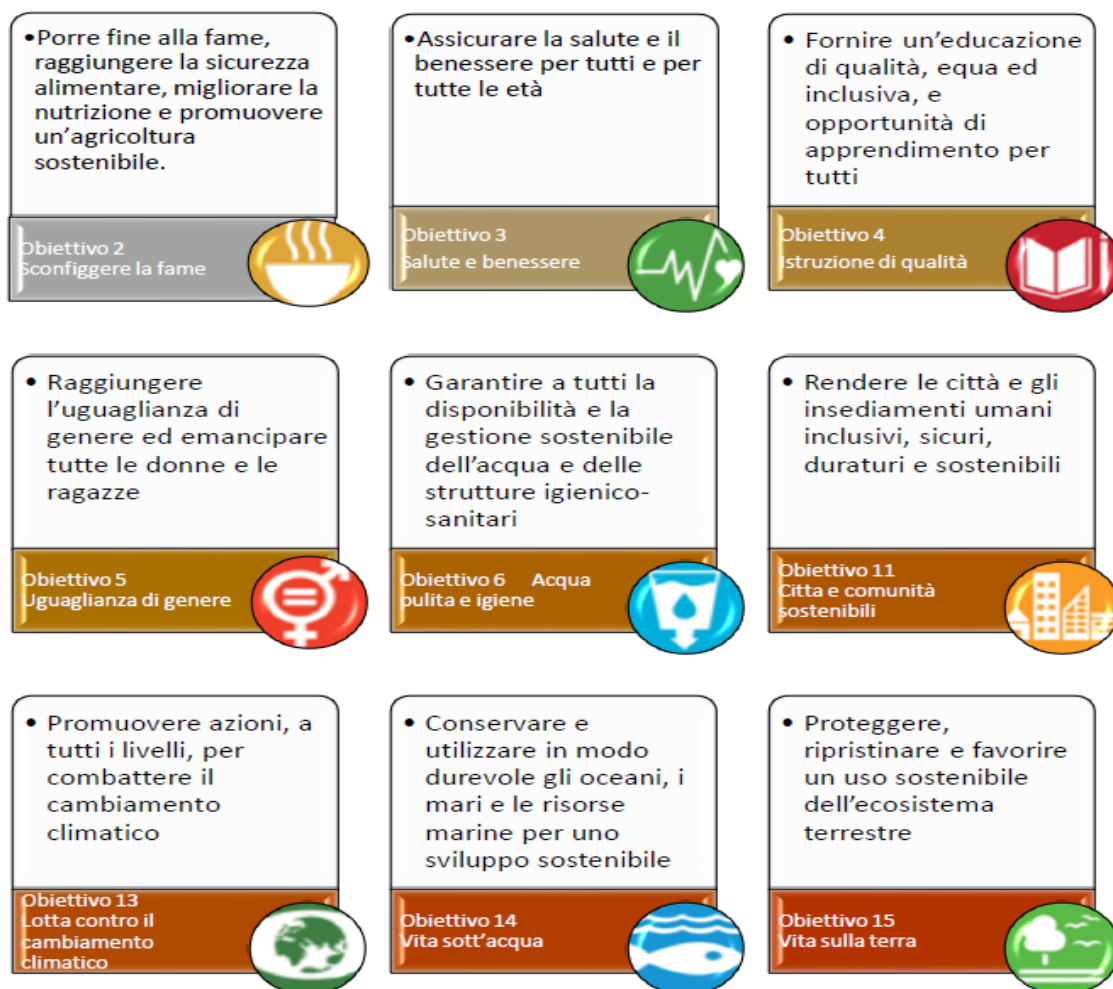 •Porre fine alla fame,
raggiungere la sicurezza
alimentare, migliorare la
nutrizione e promuovere
un’agricoltura
sostenibile.
Obiettivo 2
Sconfiggere la fame
•Assicurare la salute e il
benessere per tutti e per
tutte le età
Obiettivo 3
Salute e benessere
• Fornire un’educazione
di qualità, equa ed
inclusiva, e
opportunità di
apprendimento per
tutti
Obiettivo 4
Istruzione di qualità
• Raggiungere
l’uguaglianza di
genere ed emancipare
tutte le donne e le
ragazze
Obiettivo 5
Uguaglianza di genere
• Garantire a tutti la
disponibilità e la
gestione sostenibile
dell’acqua e delle
strutture igienico-
sanitari
Obiettivo 6 Acqua
pulita e igiene
• Rendere le città e gli
insediamenti umani
inclusivi, sicuri,
duraturi e sostenibili
Obiettivo 11
Citta e comunità
sostenibili
• Promuovere azioni, a
tutti i livelli, per
combattere il
cambiamento
climatico
Obiettivo 13
Lotta contro il
cambiamento
climatico
• Conservare e
utilizzare in modo
durevole gli oceani, i
mari e le risorse
marine per uno
sviluppo sostenibile
Obiettivo 14
Vita sott’acqua
• Proteggere,
ripristinare e favorire
un uso sostenibile
dell’ecosistema
terrestre
Obiettivo 15
Vita sulla terra